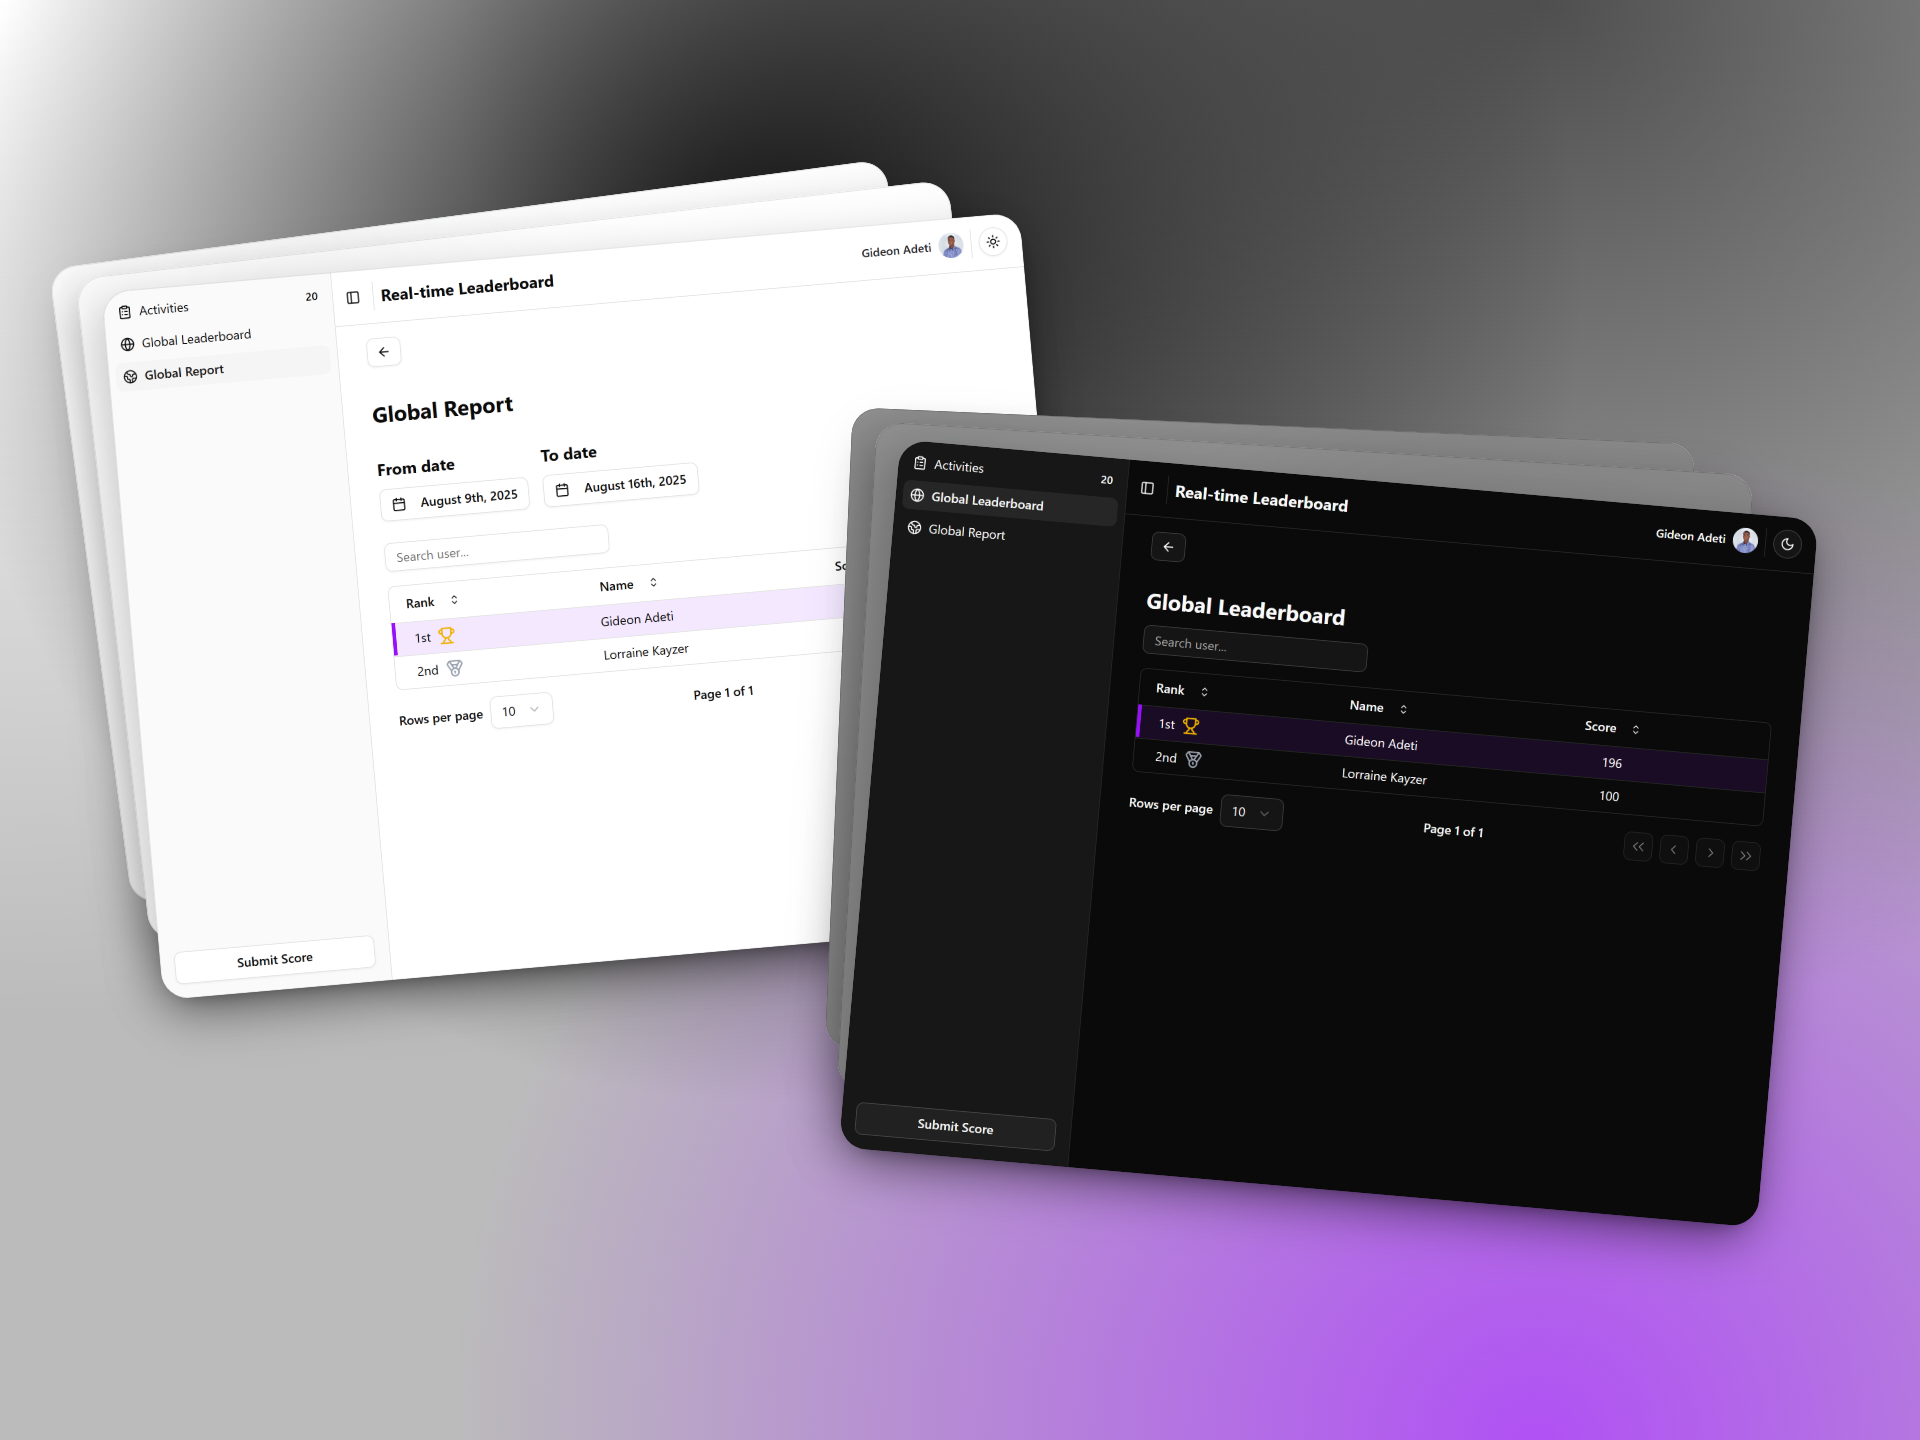 Activities 20
Global Leaderboard
Global Report
Submit Score
Real-time Leaderboard
Gideon Adeti
Global Report
From date To date
August 9th, 2025 August 16th, 2025
Search user...
Rank Name
1st Gideon Adeti
2nd Lorraine Kayzer
Rows per page 10 Page 1 of 1
Activities 20
Global Leaderboard
Global Report
Submit Score
Real-time Leaderboard
Gideon Adeti
Global Leaderboard
Search user...
Rank Name Score
1st Gideon Adeti 196
2nd Lorraine Kayzer 100
Rows per page 10 Page 1 of 1